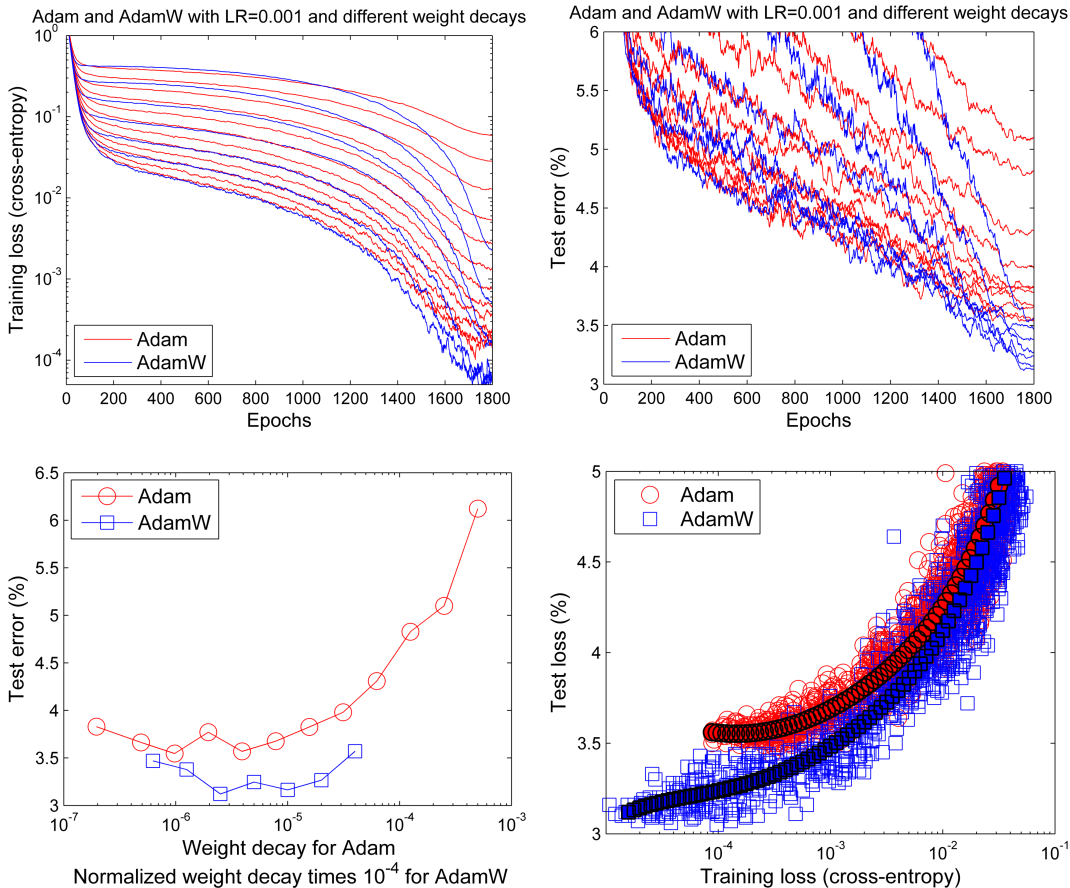 Adam and AdamW with LR=0.001 and different weight decays
10^0
10^-1
10^-2
10^-3
10^-4
Training loss (cross-entropy)
Adam
AdamW
0 200 400 600 800 1000 1200 1400 1600 1800
Epochs
Adam and AdamW with LR=0.001 and different weight decays
6
5.5
5
4.5
4
3.5
3
Test error (%)
Adam
AdamW
200 400 600 800 1000 1200 1400 1600 1800
Epochs
6.5
6
5.5
5
4.5
4
3.5
3
Test error (%)
Adam
AdamW
10^-7 10^-6 10^-5 10^-4 10^-3
Weight decay for Adam
Normalized weight decay times 10^-4 for AdamW
5
4.5
4
3.5
3
Test loss (%)
Adam
AdamW
10^-4 10^-3 10^-2 10^-1
Training loss (cross-entropy)